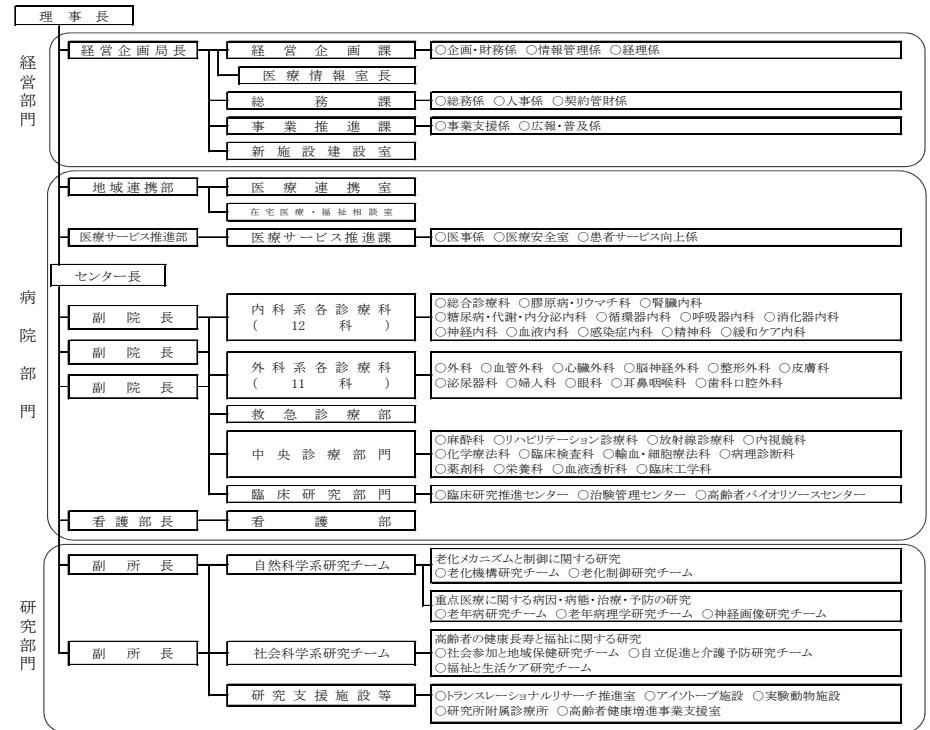 理事長
経営部門
経営企画局長
経営企画課
○企画・財務係 ○情報管理係 ○経理係
医療情報室長
総務課
○総務係 ○人事係 ○契約管財係
事業推進課
○事業支援係 ○広報・普及係
新施設建設室
病院部門
地域連携部
医療連携室
在宅医療・福祉相談室
医療サービス推進部
医療サービス推進課
○医事係 ○医療安全室 ○患者サービス向上係
センター長
副院長
内科系各診療科
(12科)
○総合診療科 ○膠原病・リウマチ科 ○腎臓内科
○糖尿病・代謝・内分泌内科 ○循環器内科 ○呼吸器内科 ○消化器内科
○神経内科 ○血液内科 ○感染症内科 ○精神科 ○緩和ケア内科
副院長
副院長
外科系各診療科
(11科)
○外科 ○血管外科 ○心臓外科 ○脳神経外科 ○整形外科 ○皮膚科
○泌尿器科 ○婦人科 ○眼科 ○耳鼻咽喉科 ○歯科口腔外科
救急診療部
中央診療部門
○麻酔科 ○リハビリテーション診療科 ○放射線診療科 ○内視鏡科
○化学療法科 ○臨床検査科 ○輸血・細胞療法科 ○病理診断科
○薬剤科 ○栄養科 ○血液透析科 ○臨床工学科
臨床研究部門
○臨床研究推進センター ○治験管理センター ○高齢者バイオリソースセンター
看護部長
看護部
研究部門
副所長
自然科学系研究チーム
老化メカニズムと制御に関する研究
○老化機構研究チーム ○老化制御研究チーム
重点医療に関する病因・病態・治療・予防の研究
○老年病研究チーム ○老年病理学研究チーム ○神経画像研究チーム
副所長
社会科学系研究チーム
高齢者の健康長寿と福祉に関する研究
○社会参加と地域保健研究チーム ○自立促進と介護予防研究チーム
○福祉と生活ケア研究チーム
研究支援施設等
○トランスレーショナルリサーチ推進室 ○アイソトープ施設 ○実験動物施設
○研究所附属診療所 ○高齢者健康増進事業支援室